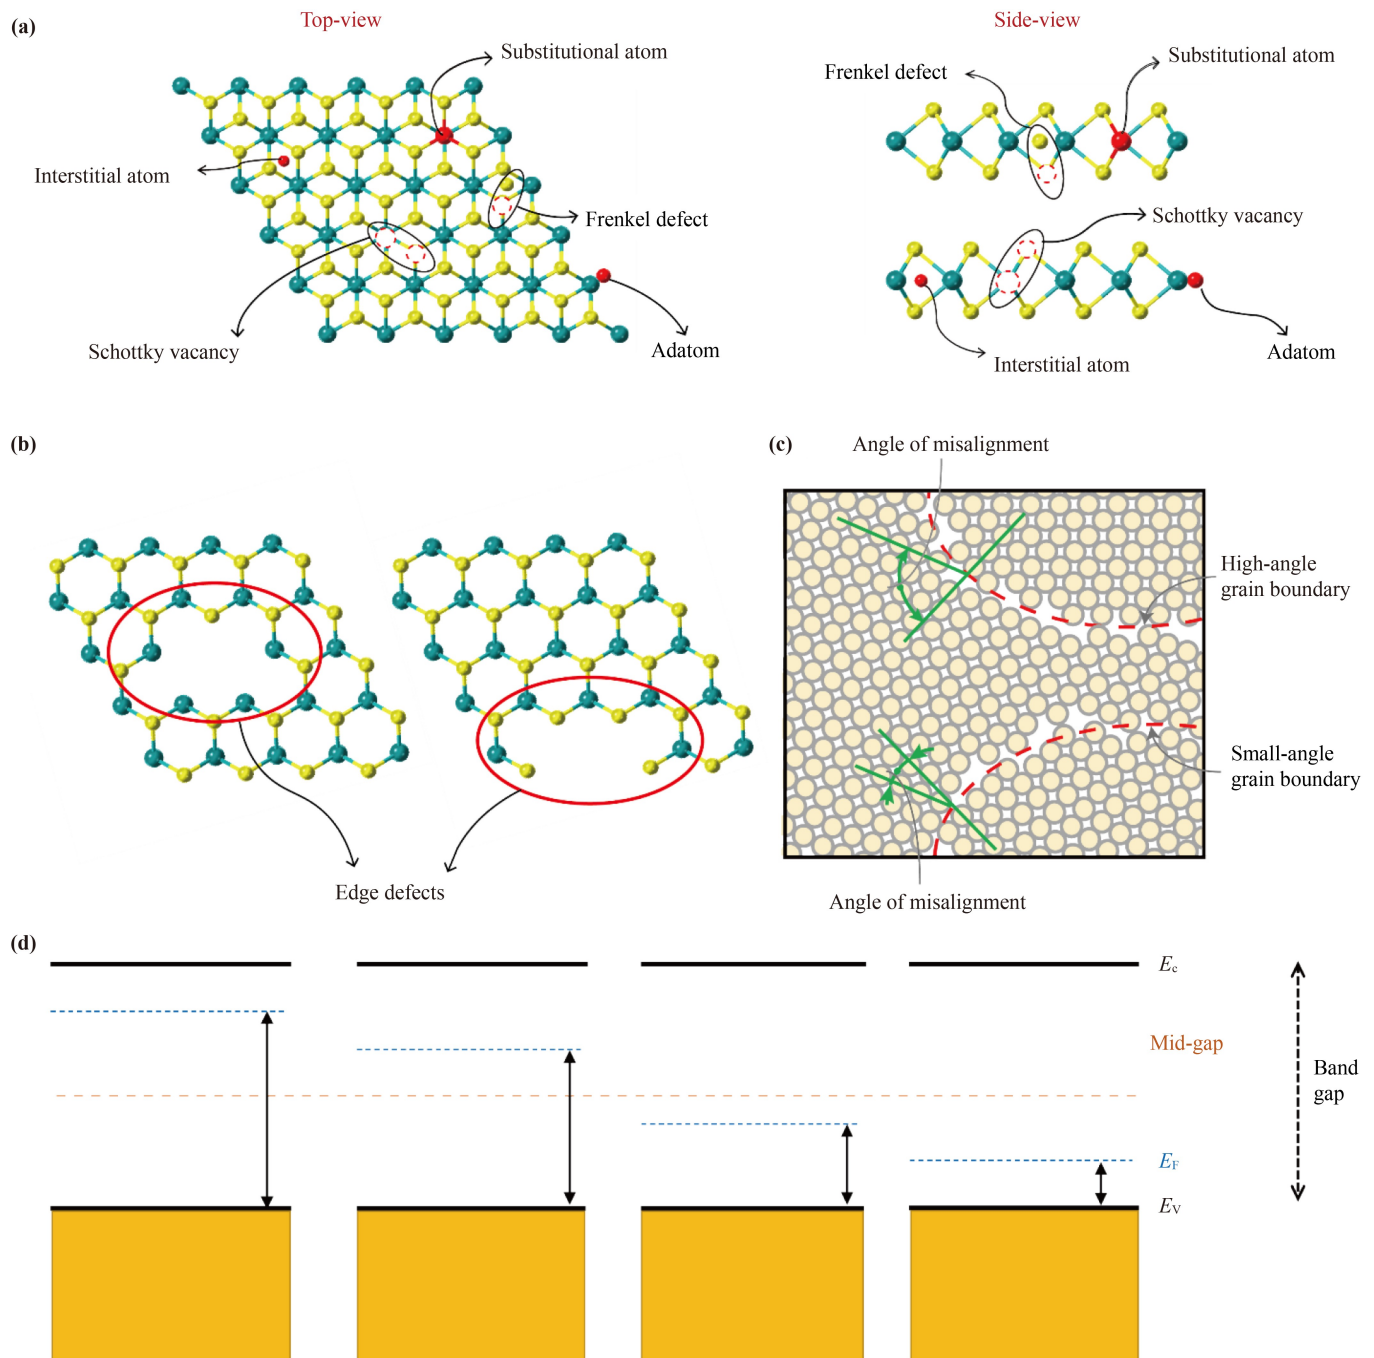 (a)
Top-view
Side-view
Substitutional atom
Interstitial atom
Frenkel defect
Schottky vacancy
Adatom
Frenkel defect
Substitutional atom
Schottky vacancy
Interstitial atom
Adatom
(b)
Edge defects
(c)
Angle of misalignment
High-angle
grain boundary
Small-angle
grain boundary
Angle of misalignment
(d)
Ec
Mid-gap
Band
gap
EF
EV